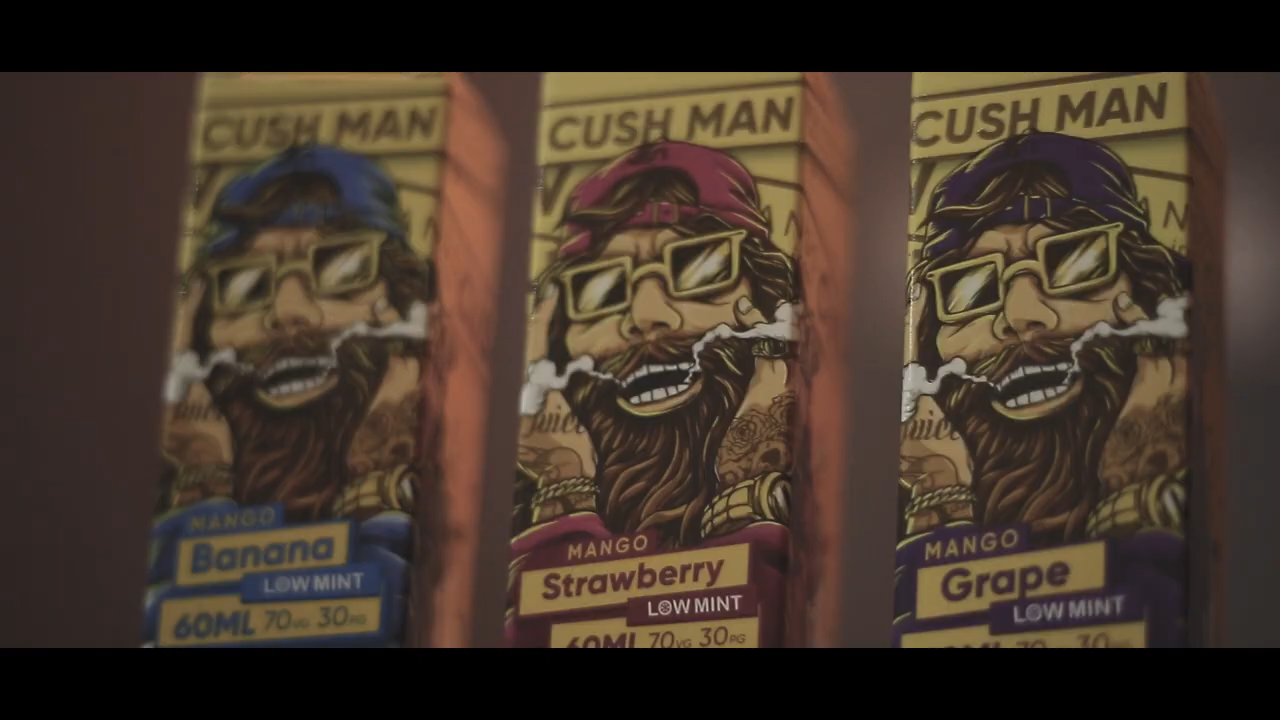 CUSH MAN
MANGO
Banana
LOW MINT
60ML 70VG 30PG
CUSH MAN
MANGO
Strawberry
LOW MINT
60ML 70VG 30PG
CUSH MAN
MANGO
Grape
LOW MINT